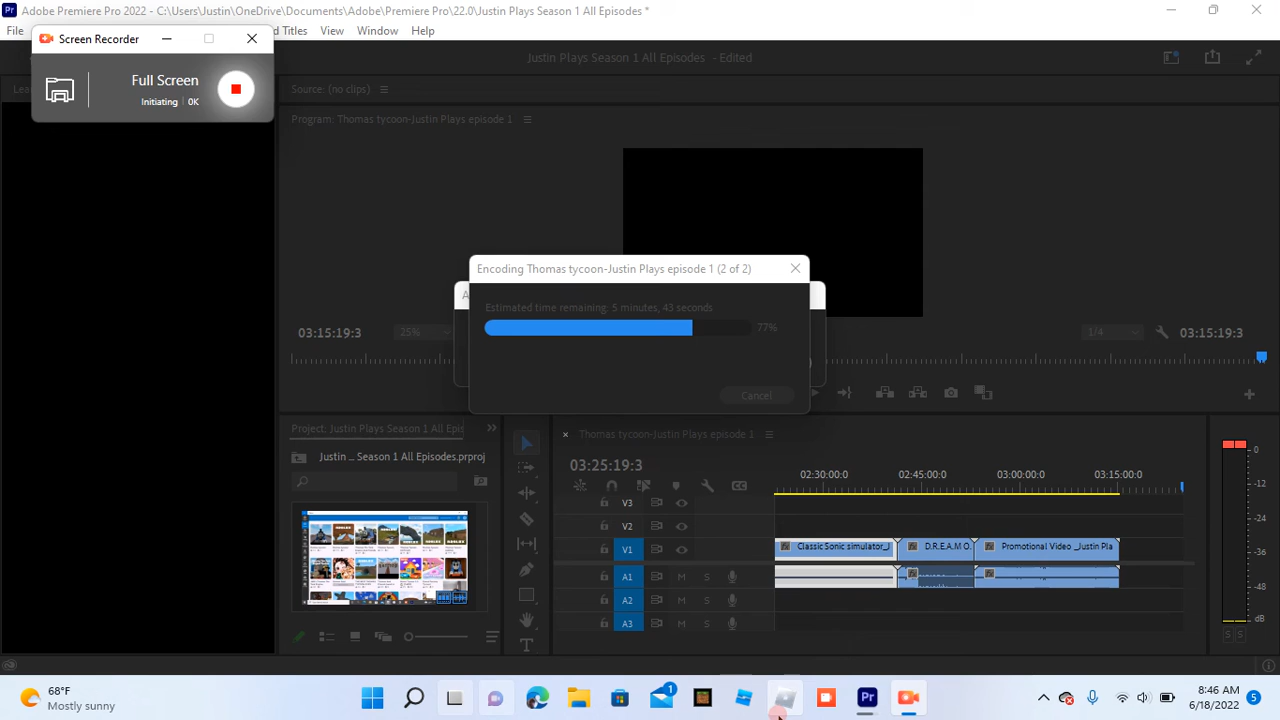 Adobe Premiere Pro 2022 - C:\Users\Justin\OneDrive\Documents\Adobe\Premiere Pro\22.0\Justin Plays Season 1 All Episodes *
File
d Titles View Window Help
Screen Recorder
Full Screen
Initiating | 0K
Justin Plays Season 1 All Episodes - Edited
Source: (no clips)
Program: Thomas tycoon-Justin Plays episode 1
Encoding Thomas tycoon-Justin Plays episode 1 (2 of 2)
Estimated time remaining: 5 minutes, 43 seconds
77%
Cancel
03:15:19:3
25%
1/4
03:15:19:3
Project: Justin Plays Season 1 All Epis
Justin ... Season 1 All Episodes.prproj
Thomas tycoon-Justin Plays episode 1
03:25:19:3
02:30:00:0 02:45:00:0 03:00:00:0 03:15:00:0
V3
V2
V1
Classic Sonic simulator_J
D.R.E.A.M.O.
Promotional Video _Justin
A1 M S
A2 M S
A3 M S
0
-12
-24
-36
-48
dB
S S
68°F
Mostly sunny
1
8:46 AM
6/18/2022
5